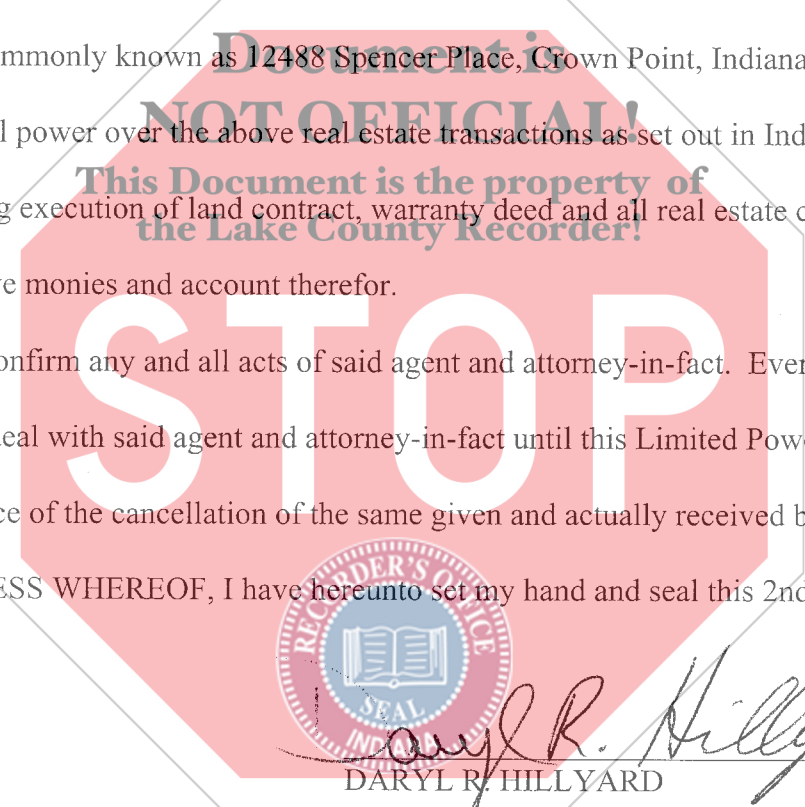 ommonly known as 12488 Spencer Place, Crown Point, Indiana
Document is
l power over the above real estate transactions as set out in Ind
NOT OFFICIAL!
This Document is the property of
g execution of land contract, warranty deed and all real estate c
the Lake County Recorder!
e monies and account therefor.
STOP
onfirm any and all acts of said agent and attorney-in-fact. Ever
eal with said agent and attorney-in-fact until this Limited Pow
ce of the cancellation of the same given and actually received b
ESS WHEREOF, I have hereunto set my hand and seal this 2nd
RECORDER'S OFFICE
SEAL
INDIANA
Daryl R. Hilly
DARYL R. HILLYARD